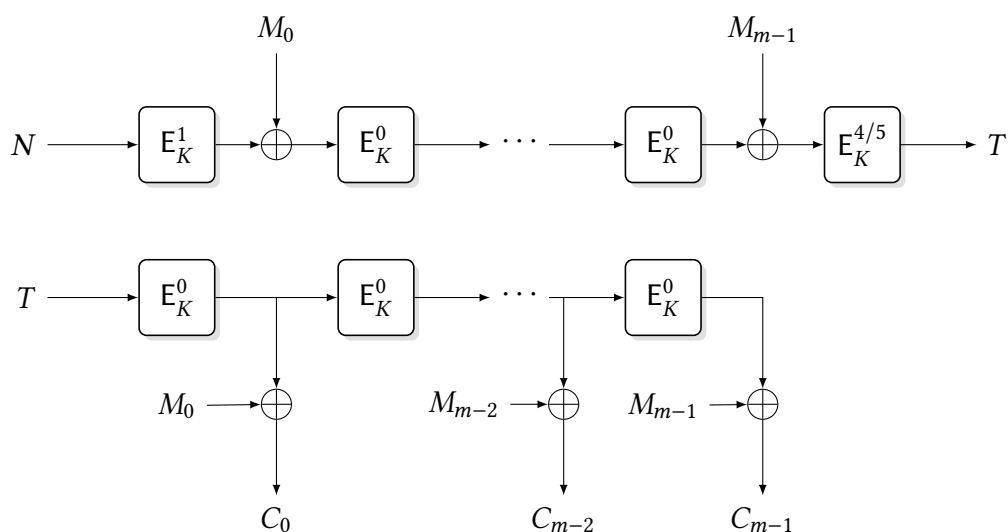 M_0 M_{m−1}
N E_K^1 E_K^0 ··· E_K^0 E_K^{4/5} T
T E_K^0 E_K^0 ··· E_K^0
M_0 M_{m−2} M_{m−1}
C_0 C_{m−2} C_{m−1}